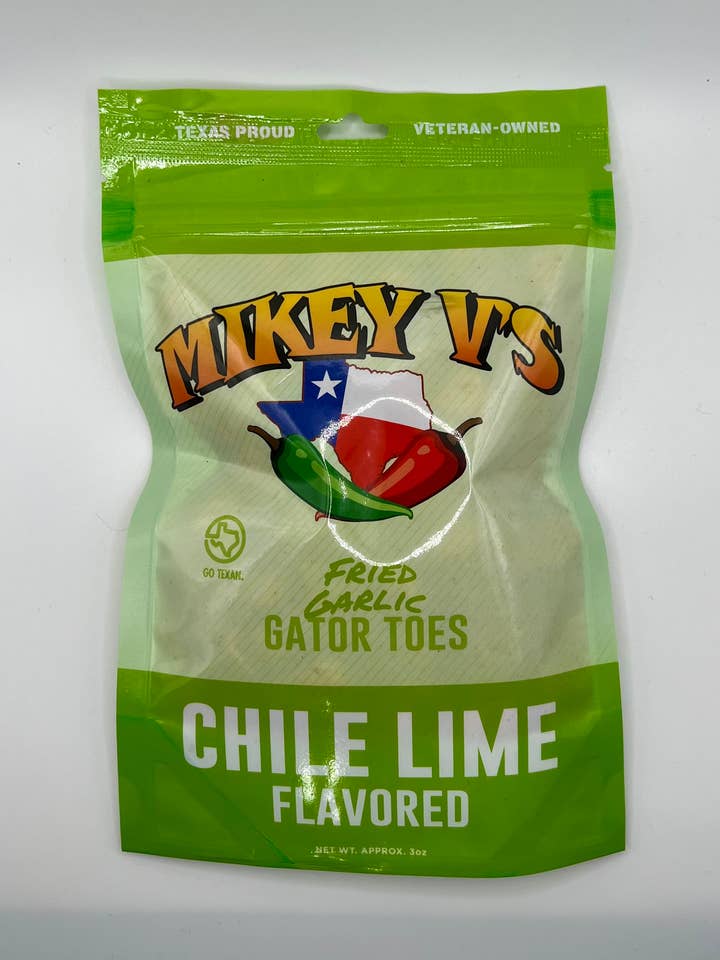 TEXAS PROUD VETERAN-OWNED
MIKEY V'S
GO TEXAN.
FRIED
GARLIC
GATOR TOES
CHILE LIME
FLAVORED
NET WT. APPROX. 3oz